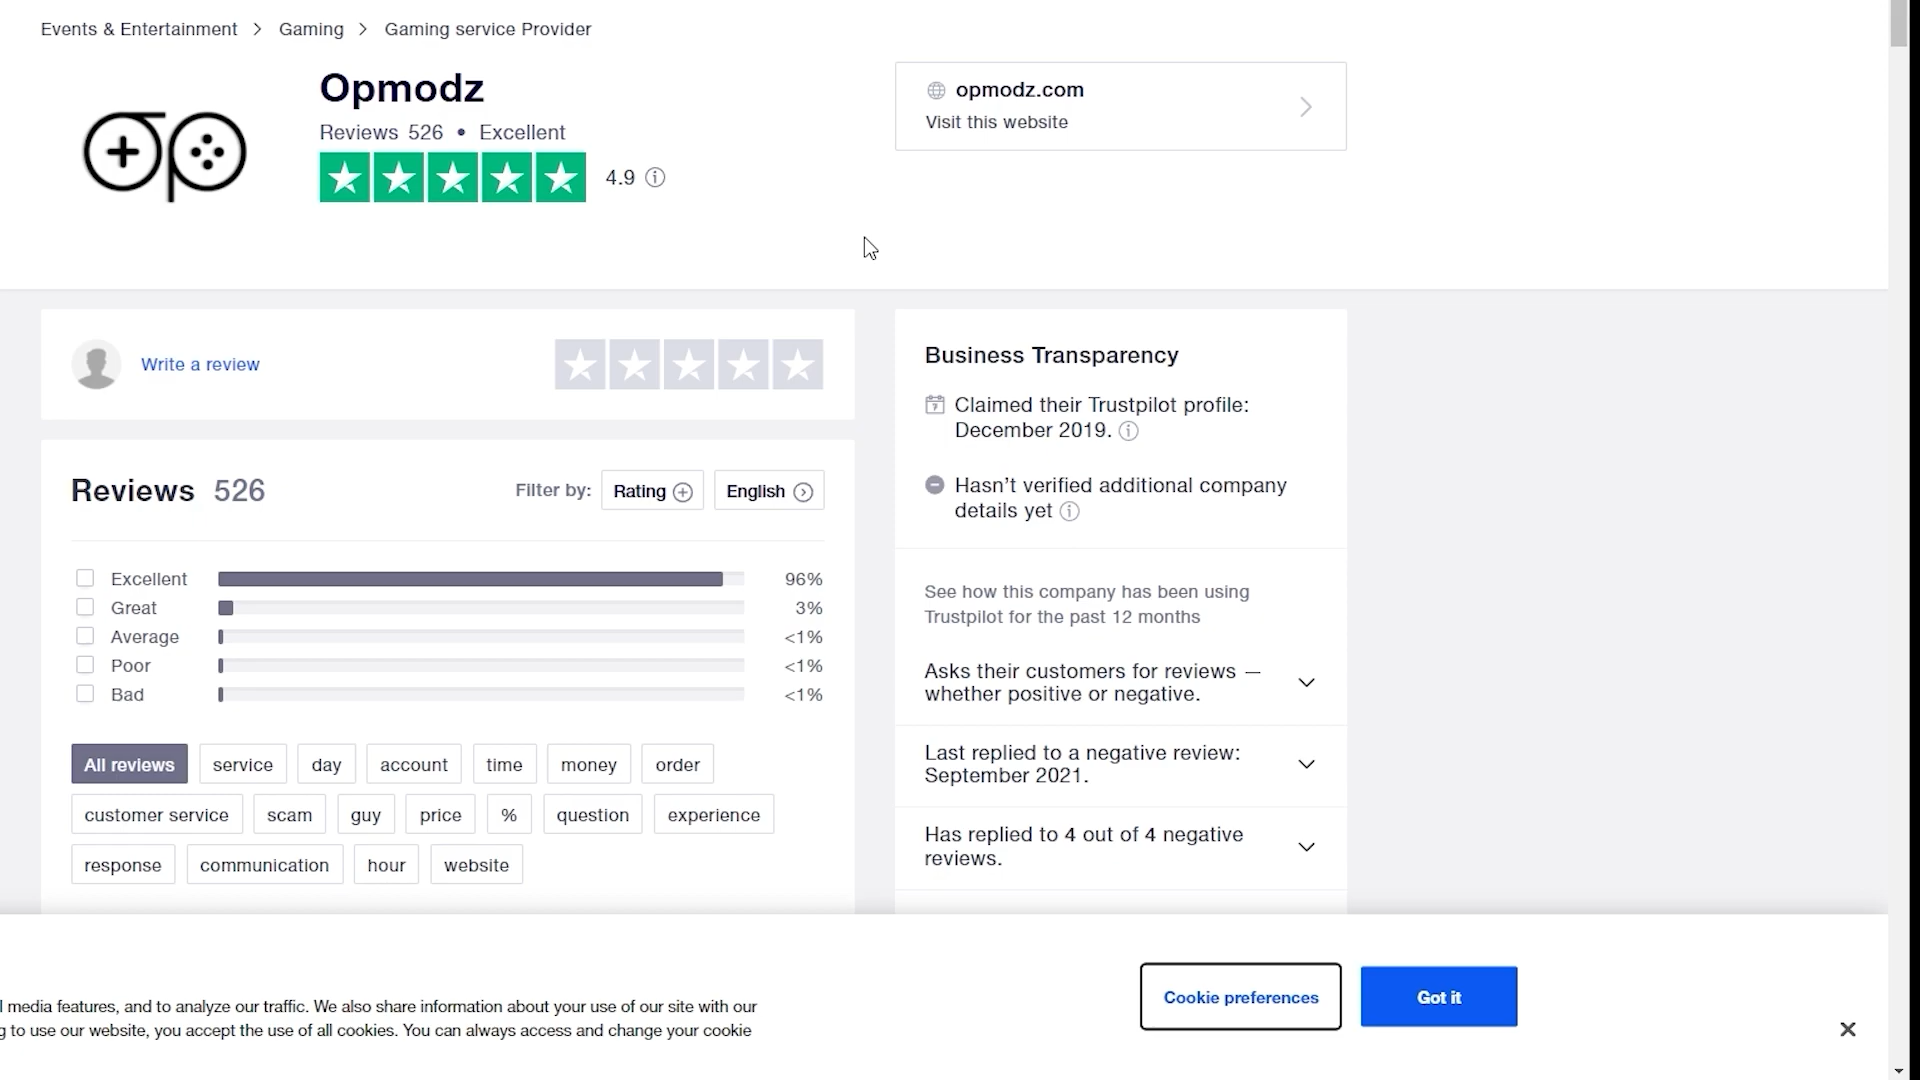 Events & Entertainment > Gaming > Gaming service Provider
Opmodz
Reviews 526 • Excellent
4.9
opmodz.com
Visit this website
Write a review
Reviews 526
Filter by: Rating English
Excellent 96%
Great 3%
Average <1%
Poor <1%
Bad <1%
All reviews service day account time money order
customer service scam guy price % question experience
response communication hour website
Business Transparency
Claimed their Trustpilot profile:
December 2019.
Hasn’t verified additional company
details yet
See how this company has been using
Trustpilot for the past 12 months
Asks their customers for reviews —
whether positive or negative.
Last replied to a negative review:
September 2021.
Has replied to 4 out of 4 negative
reviews.
l media features, and to analyze our traffic. We also share information about your use of our site with our
g to use our website, you accept the use of all cookies. You can always access and change your cookie
Cookie preferences
Got it